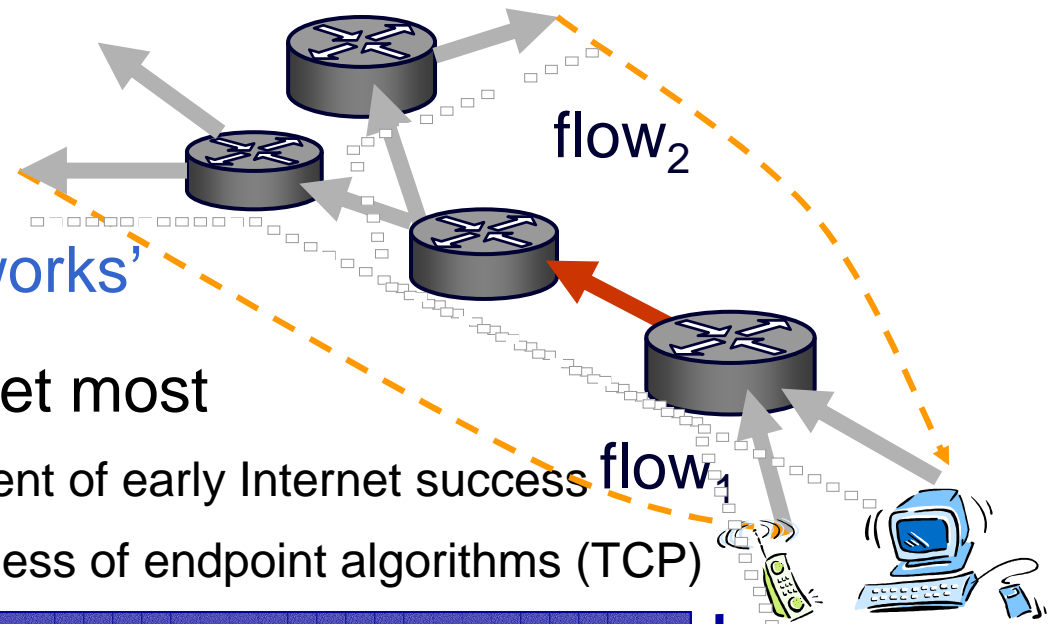 flow2
works'
et most
ent of early Internet success
flow1
ess of endpoint algorithms (TCP)